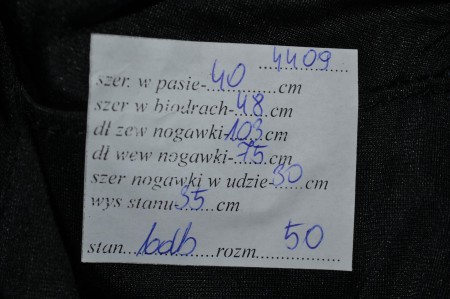 4409
szer. w pasie-40cm
szer w biodrach-48cm
dł zew nogawki-103cm
dł wew nogawki-75cm
szer nogawki w udzie-30cm
wys stanu-35cm
stan bdb rozm 50